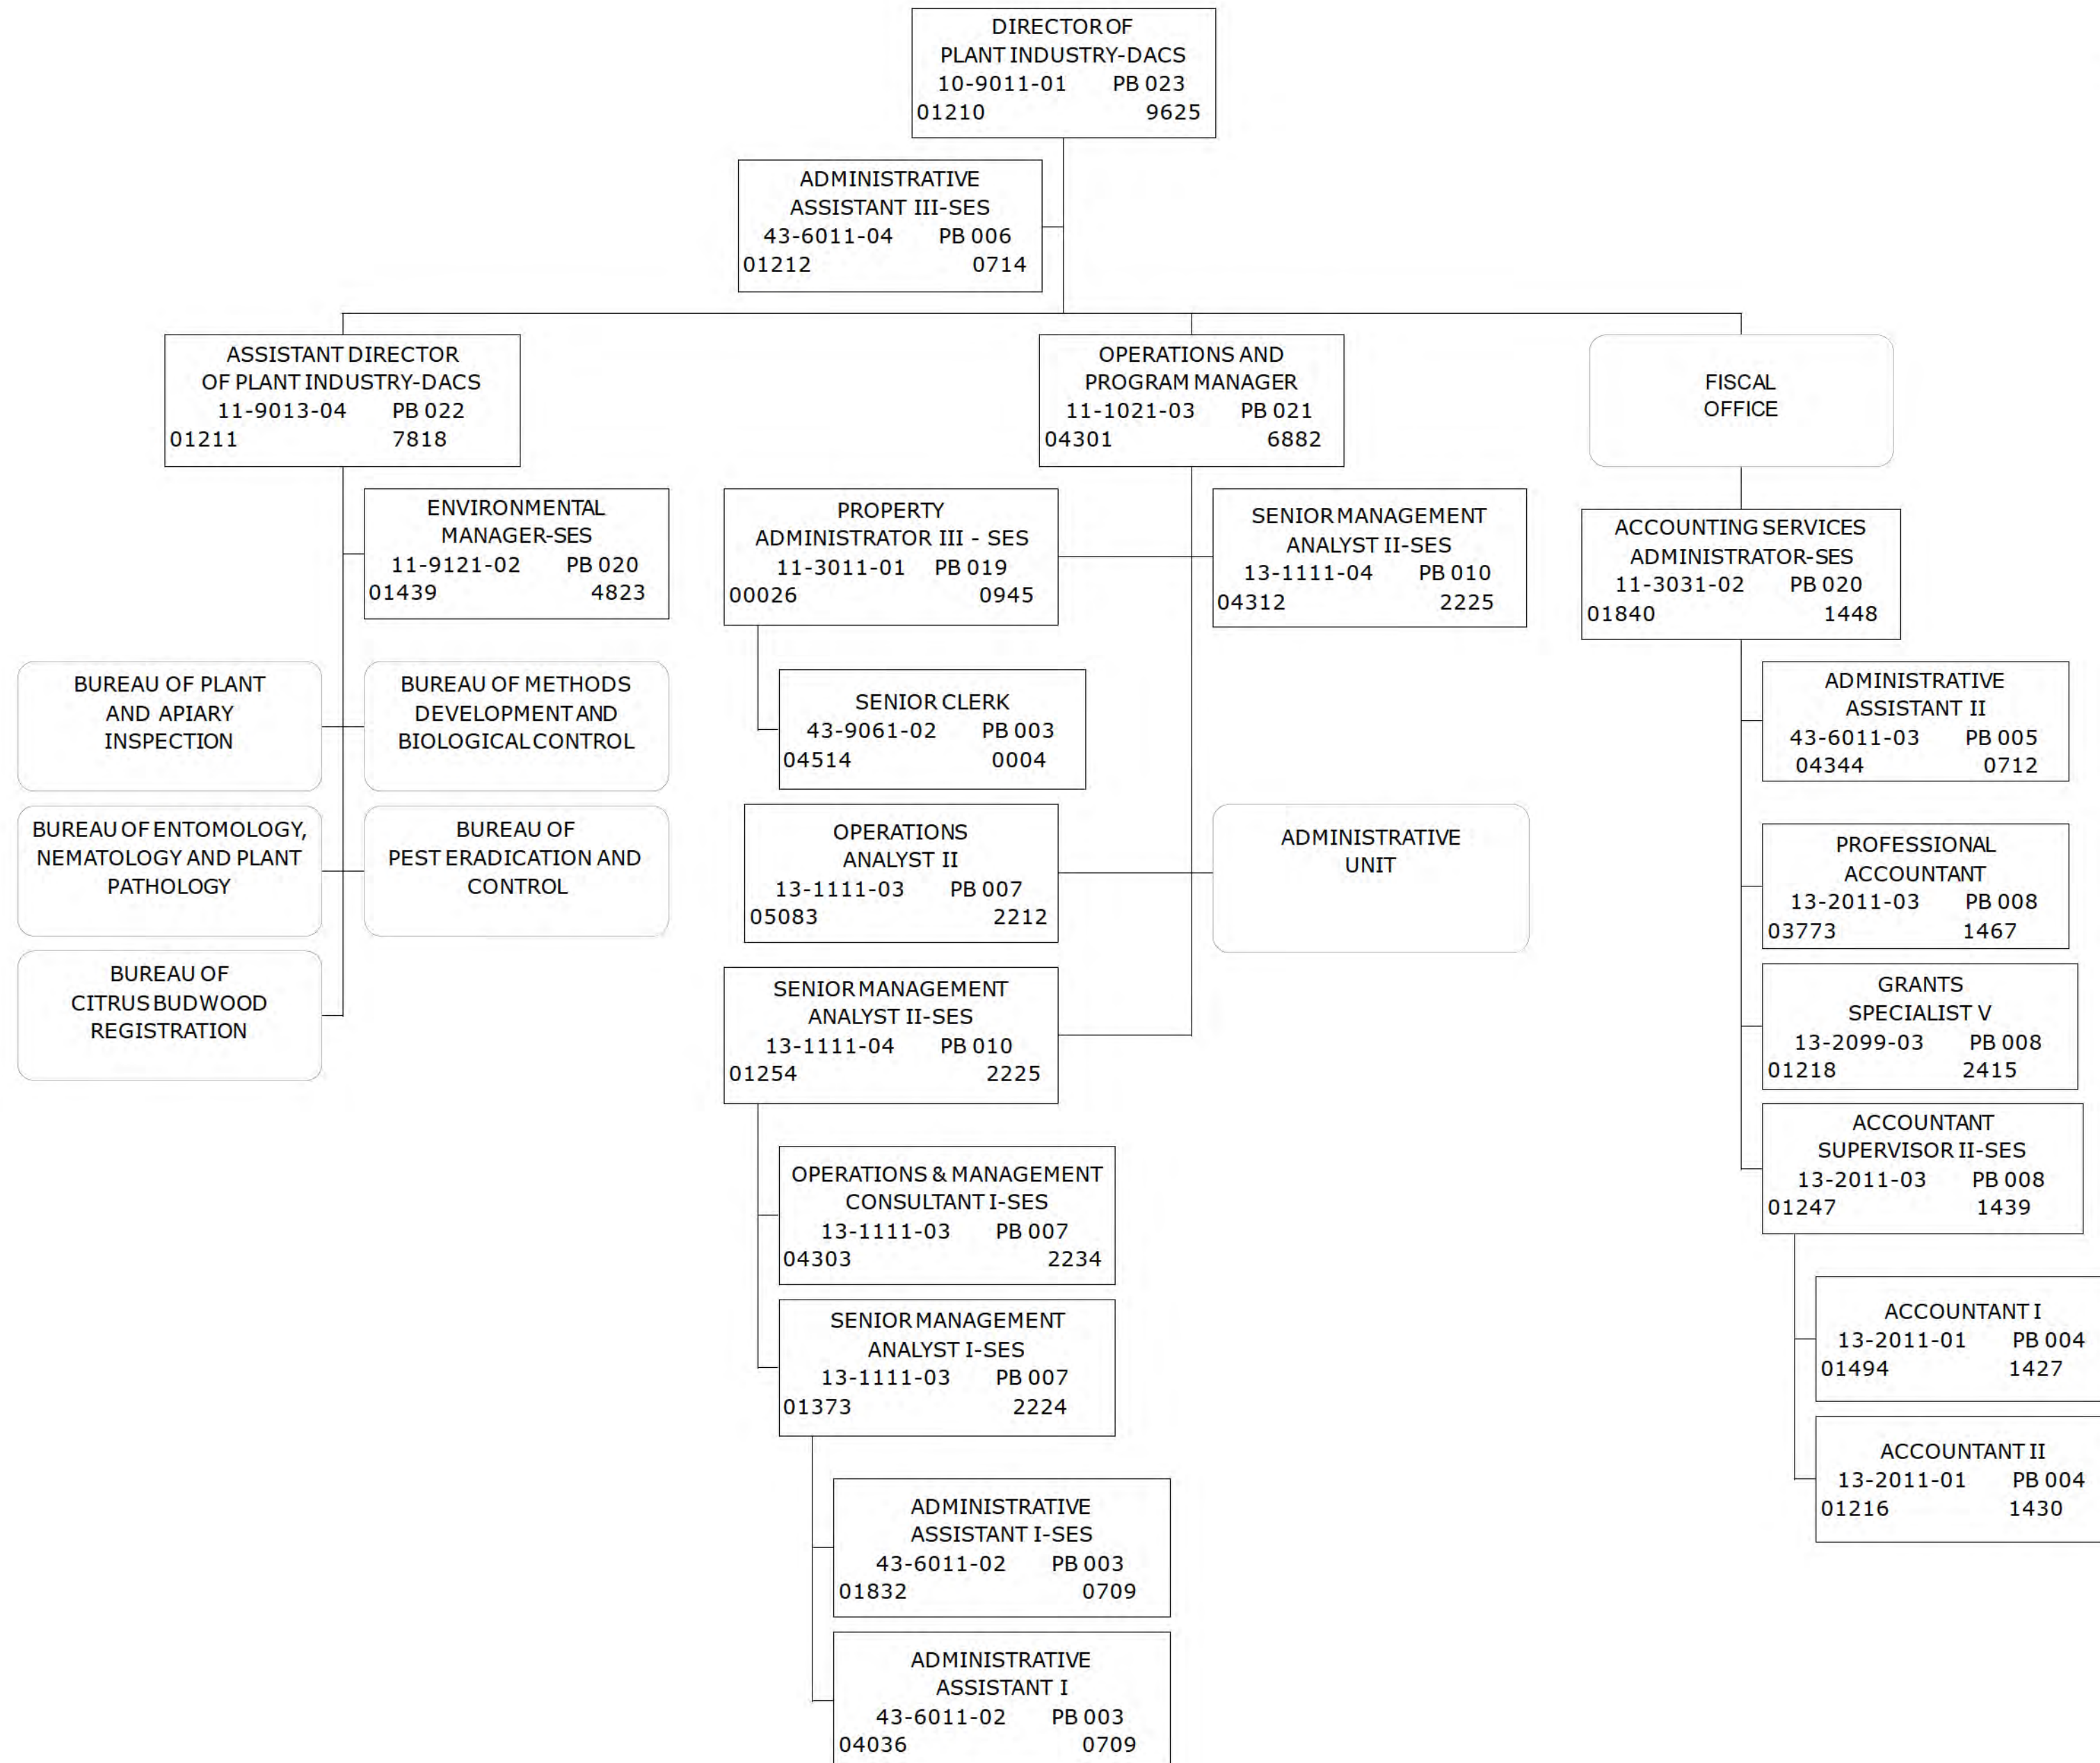 DIRECTOR OF
PLANT INDUSTRY-DACS
10-9011-01 PB 023
01210 9625
ADMINISTRATIVE
ASSISTANT III-SES
43-6011-04 PB 006
01212 0714
ASSISTANT DIRECTOR
OF PLANT INDUSTRY-DACS
11-9013-04 PB 022
01211 7818
OPERATIONS AND
PROGRAM MANAGER
11-1021-03 PB 021
04301 6882
FISCAL
OFFICE
ENVIRONMENTAL
MANAGER-SES
11-9121-02 PB 020
01439 4823
BUREAU OF PLANT
AND APIARY
INSPECTION
BUREAU OF METHODS
DEVELOPMENT AND
BIOLOGICAL CONTROL
BUREAU OF ENTOMOLOGY,
NEMATOLOGY AND PLANT
PATHOLOGY
BUREAU OF
PEST ERADICATION AND
CONTROL
BUREAU OF
CITRUS BUDWOOD
REGISTRATION
PROPERTY
ADMINISTRATOR III - SES
11-3011-01 PB 019
00026 0945
SENIOR MANAGEMENT
ANALYST II-SES
13-1111-04 PB 010
04312 2225
SENIOR CLERK
43-9061-02 PB 003
04514 0004
OPERATIONS
ANALYST II
13-1111-03 PB 007
05083 2212
ADMINISTRATIVE
UNIT
SENIOR MANAGEMENT
ANALYST II-SES
13-1111-04 PB 010
01254 2225
OPERATIONS & MANAGEMENT
CONSULTANT I-SES
13-1111-03 PB 007
04303 2234
SENIOR MANAGEMENT
ANALYST I-SES
13-1111-03 PB 007
01373 2224
ADMINISTRATIVE
ASSISTANT I-SES
43-6011-02 PB 003
01832 0709
ADMINISTRATIVE
ASSISTANT I
43-6011-02 PB 003
04036 0709
ACCOUNTING SERVICES
ADMINISTRATOR-SES
11-3031-02 PB 020
01840 1448
ADMINISTRATIVE
ASSISTANT II
43-6011-03 PB 005
04344 0712
PROFESSIONAL
ACCOUNTANT
13-2011-03 PB 008
03773 1467
GRANTS
SPECIALIST V
13-2099-03 PB 008
01218 2415
ACCOUNTANT
SUPERVISOR II-SES
13-2011-03 PB 008
01247 1439
ACCOUNTANT I
13-2011-01 PB 004
01494 1427
ACCOUNTANT II
13-2011-01 PB 004
01216 1430